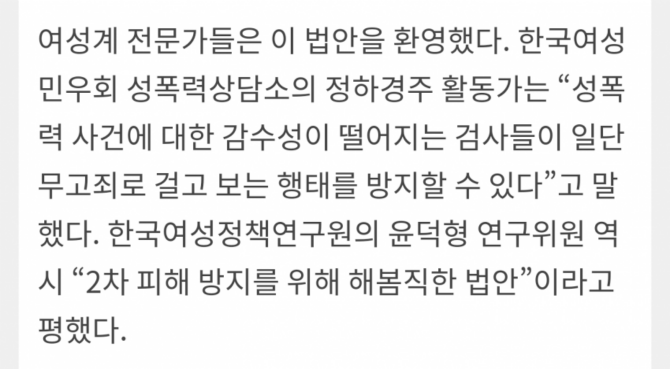 여성계 전문가들은 이 법안을 환영했다. 한국여성
민우회 성폭력상담소의 정하경주 활동가는 “성폭
력 사건에 대한 감수성이 떨어지는 검사들이 일단
무고죄로 걸고 보는 행태를 방지할 수 있다”고 말
했다. 한국여성정책연구원의 윤덕형 연구위원 역
시 “2차 피해 방지를 위해 해봄직한 법안”이라고
평했다.